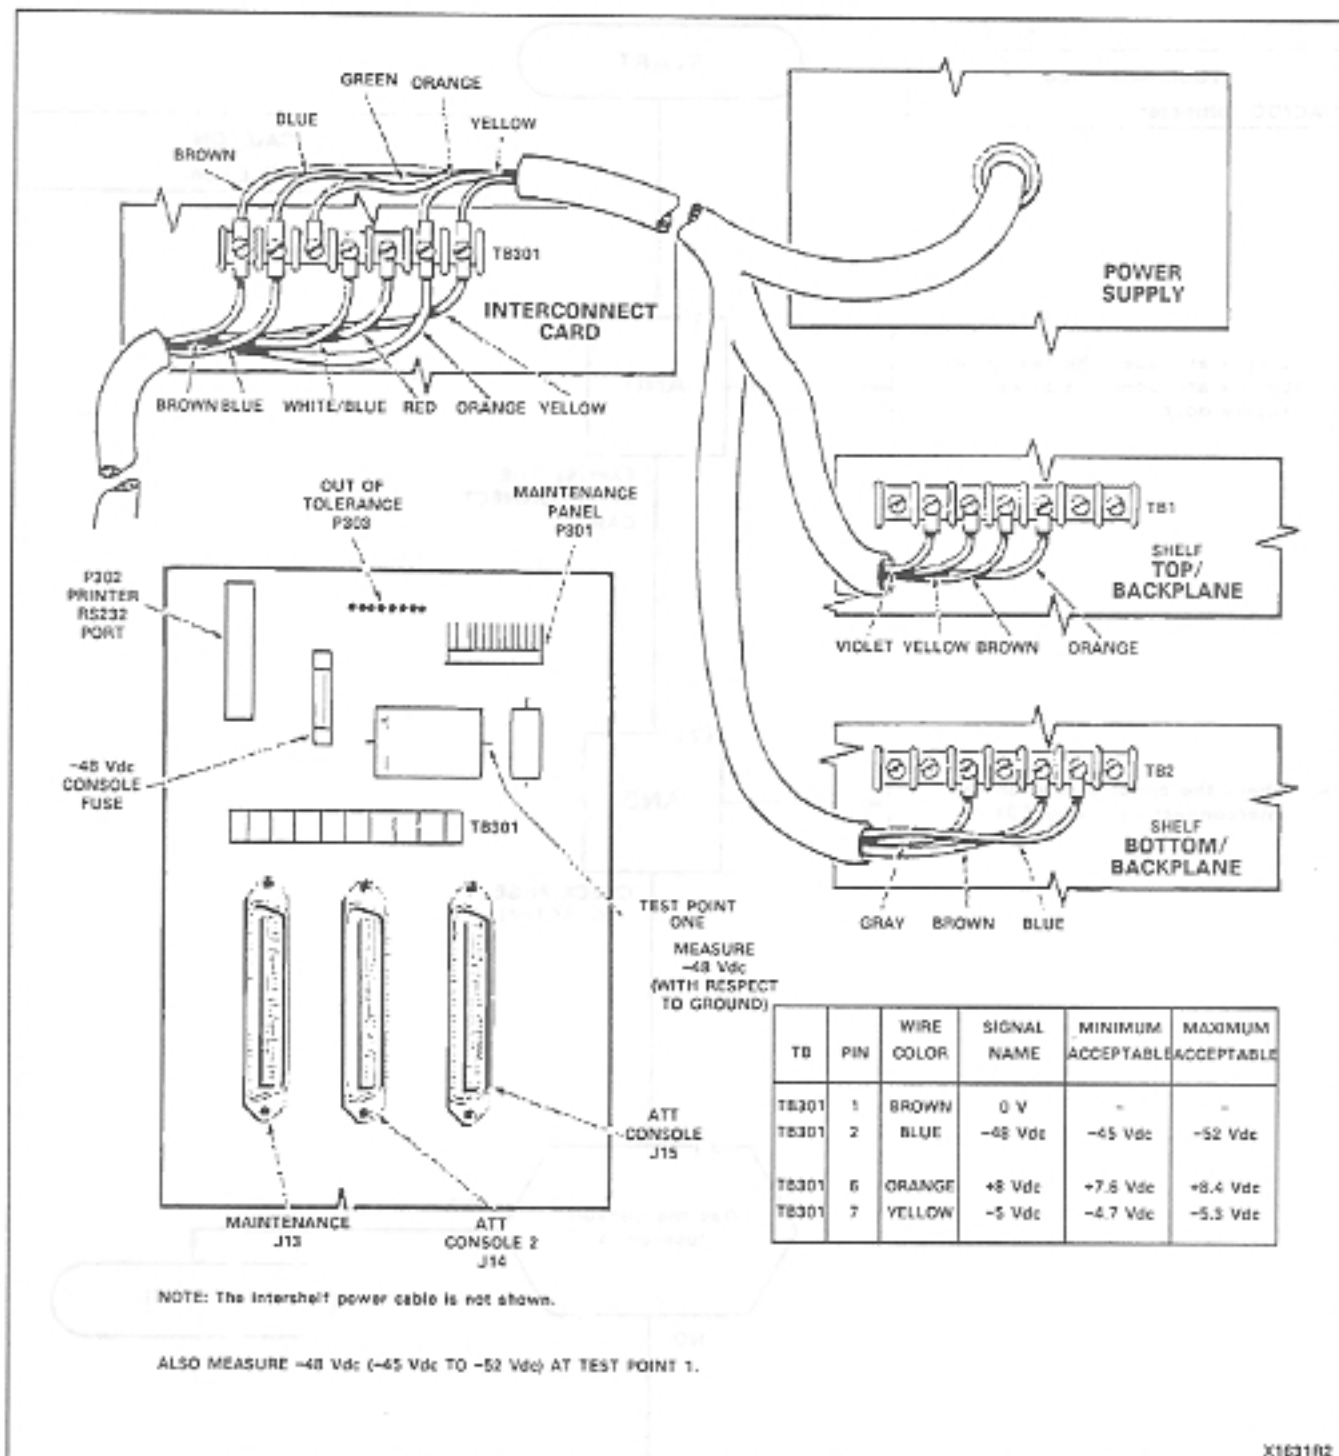 GREEN ORANGE
BLUE
YELLOW
BROWN
TB301
INTERCONNECT
CARD
POWER
SUPPLY
BROWN BLUE WHITE/BLUE RED ORANGE YELLOW
OUT OF
TOLERANCE
P303
MAINTENANCE
PANEL
P301
TB1
SHELF
TOP/
BACKPLANE
VIOLET YELLOW BROWN ORANGE
P302
PRINTER
RS232
PORT
-48 Vdc
CONSOLE
FUSE
TB301
TB2
SHELF
BOTTOM/
BACKPLANE
GRAY BROWN BLUE
TEST POINT
ONE
MEASURE
-48 Vdc
(WITH RESPECT
TO GROUND)
ATT
CONSOLE
J15
MAINTENANCE
J13
ATT
CONSOLE 2
J14
TB PIN WIRE COLOR SIGNAL NAME MINIMUM ACCEPTABLE MAXIMUM ACCEPTABLE
TB301 1 BROWN 0 V - -
TB301 2 BLUE -48 Vdc -45 Vdc -52 Vdc
TB301 6 ORANGE +8 Vdc +7.6 Vdc +8.4 Vdc
TB301 7 YELLOW -5 Vdc -4.7 Vdc -5.3 Vdc
NOTE: The intershelf power cable is not shown.
ALSO MEASURE -48 Vdc (-45 Vdc TO -52 Vdc) AT TEST POINT 1.
X1631R2